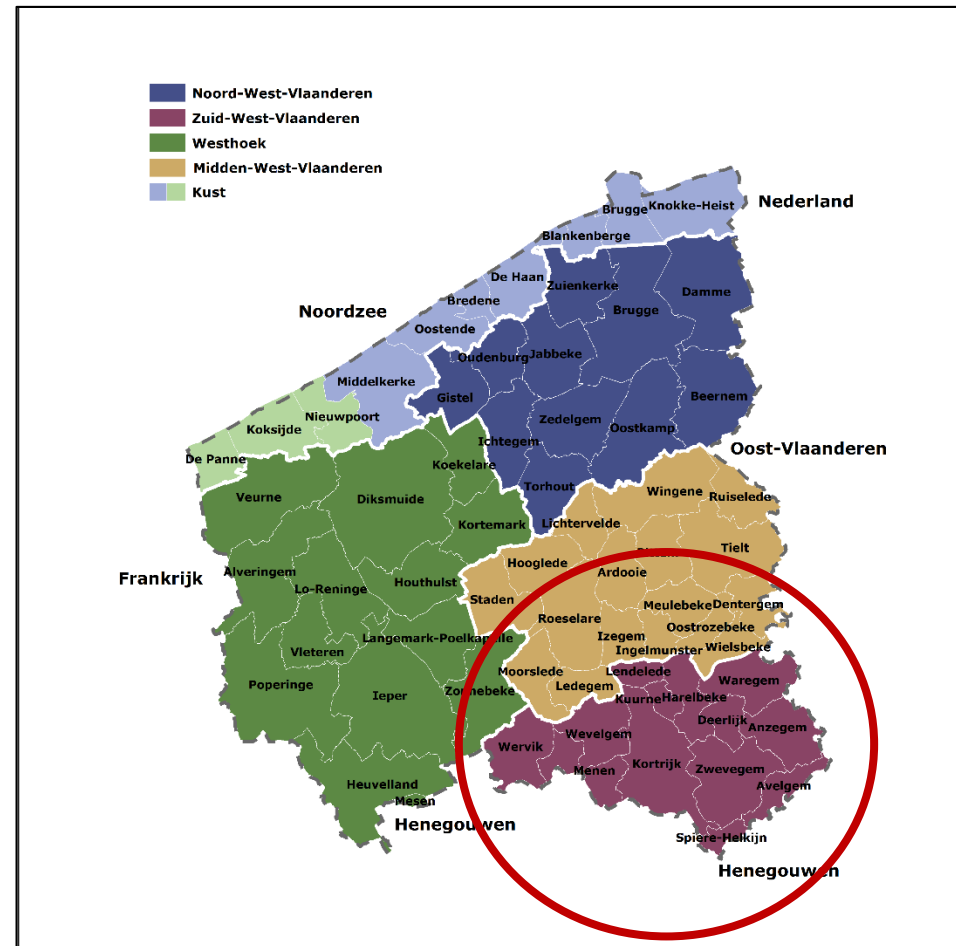 Noord-West-Vlaanderen
Zuid-West-Vlaanderen
Westhoek
Midden-West-Vlaanderen
Kust
Nederland
Knokke-Heist
Brugge
Blankenberge
De Haan
Zuienkerke
Damme
Bredene
Brugge
Noordzee
Oostende
Oudenburg
Jabbeke
Middelkerke
Gistel
Beernem
Nieuwpoort
Zedelgem
Koksijde
Oostkamp
Ichtegem
Oost-Vlaanderen
De Panne
Koekelare
Torhout
Wingene
Veurne
Diksmuide
Ruiselede
Kortemark
Lichtervelde
Tielt
Hooglede
Frankrijk
Alveringem
Ardooie
Houthulst
Lo-Reninge
Staden
Meulebeke
Dentergem
Roeselare
Oostrozebeke
Langemark-Poelkapelle
Izegem
Vleteren
Ingelmunster
Wielsbeke
Moorslede
Lendelede
Waregem
Poperinge
Ieper
Zonnebeke
Ledegem
Kuurne
Harelbeke
Deerlijk
Anzegem
Wevelgem
Wervik
Kortrijk
Menen
Zwevegem
Heuvelland
Avelgem
Mesen
Henegouwen
Spiere-Helkijn
Henegouwen